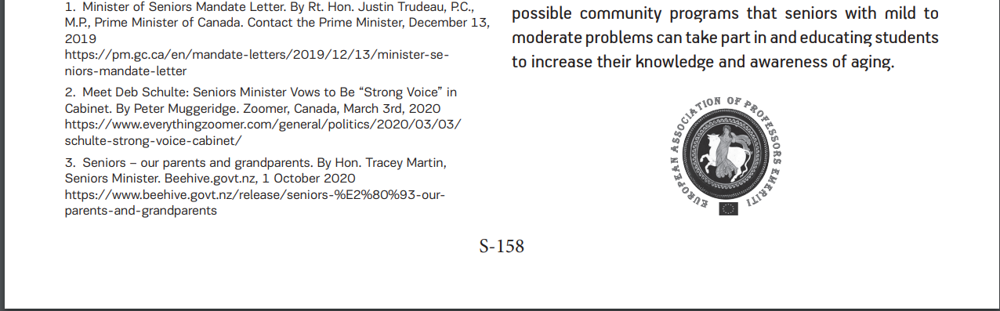 1. Minister of Seniors Mandate Letter. By Rt. Hon. Justin Trudeau, P.C.,
M.P., Prime Minister of Canada. Contact the Prime Minister, December 13,
2019
https://pm.gc.ca/en/mandate-letters/2019/12/13/minister-se-
niors-mandate-letter
2. Meet Deb Schulte: Seniors Minister Vows to Be “Strong Voice” in
Cabinet. By Peter Muggeridge. Zoomer, Canada, March 3rd, 2020
https://www.everythingzoomer.com/general/politics/2020/03/03/
schulte-strong-voice-cabinet/
3. Seniors – our parents and grandparents. By Hon. Tracey Martin,
Seniors Minister. Beehive.govt.nz, 1 October 2020
https://www.beehive.govt.nz/release/seniors-%E2%80%93-our-
parents-and-grandparents
possible community programs that seniors with mild to
moderate problems can take part in and educating students
to increase their knowledge and awareness of aging.
EUROPEAN ASSOCIATION OF PROFESSORS EMERITI
S-158